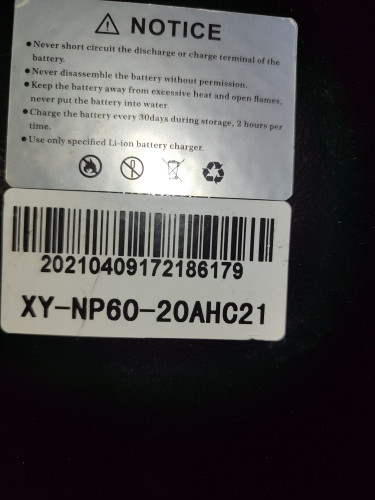 NOTICE
●Never short circuit the discharge or charge terminal of the
battery.
●Never disassemble the battery without permission.
●Keep the battery away from excessive heat and open flames,
never put the battery into water.
●Charge the battery every 30days during storage, 2 hours per
time.
●Use only specified Li-ion battery charger.
20210409172186179
XY-NP60-20AHC21